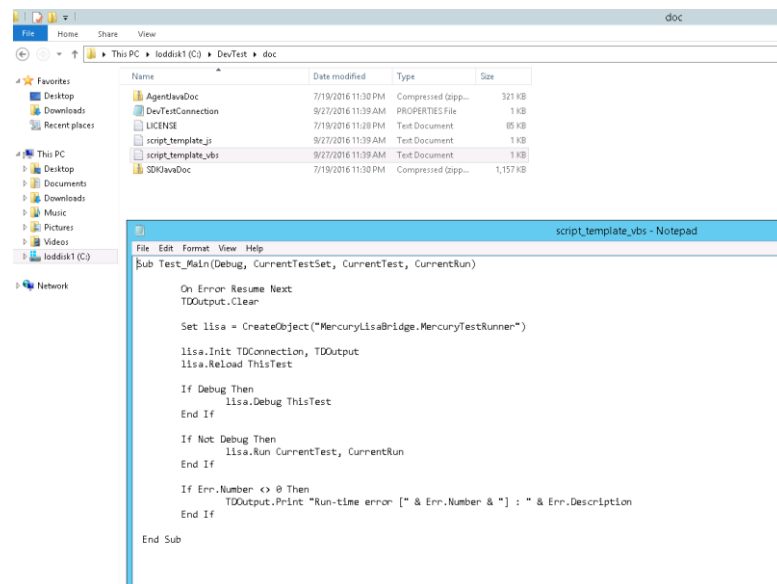 doc
File Home Share View
This PC loddisk1 (C:) DevTest doc
Favorites
Desktop
Downloads
Recent places
This PC
Desktop
Documents
Downloads
Music
Pictures
Videos
loddisk1 (C:)
Network
Name Date modified Type Size
AgentJavaDoc 7/19/2016 11:30 PM Compressed (zipp... 321 KB
DevTestConnection 9/27/2016 11:39 AM PROPERTIES File 1 KB
LICENSE 7/19/2016 11:28 PM Text Document 85 KB
script_template_js 9/27/2016 11:39 AM Text Document 1 KB
script_template_vbs 9/27/2016 11:39 AM Text Document 1 KB
SDKJavaDoc 7/19/2016 11:30 PM Compressed (zipp... 1,157 KB
script_template_vbs - Notepad
File Edit Format View Help
Sub Test_Main(Debug, CurrentTestSet, CurrentTest, CurrentRun)
On Error Resume Next
TDOutput.Clear
Set lisa = CreateObject("MercuryLisaBridge.MercuryTestRunner")
lisa.Init TDConnection, TDOutput
lisa.Reload ThisTest
If Debug Then
lisa.Debug ThisTest
End If
If Not Debug Then
lisa.Run CurrentTest, CurrentRun
End If
If Err.Number <> 0 Then
TDOutput.Print "Run-time error [" & Err.Number & "] : " & Err.Description
End If
End Sub